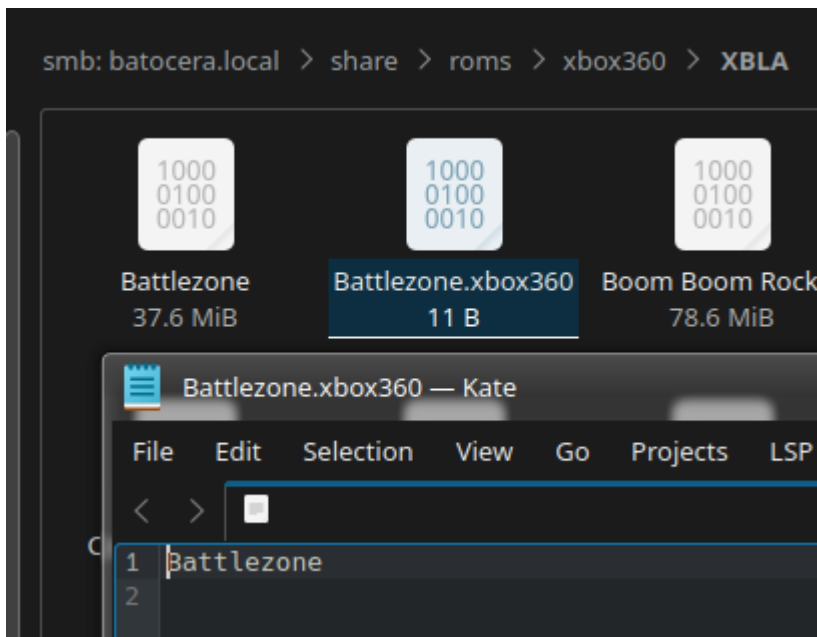 smb: batocera.local > share > roms > xbox360 > XBLA
1000
0100
0010
1000
0100
0010
1000
0100
0010
Battlezone
37.6 MiB
Battlezone.xbox360
11 B
Boom Boom Rock
78.6 MiB
Battlezone.xbox360 — Kate
File Edit Selection View Go Projects LSP
C
1 Battlezone
2